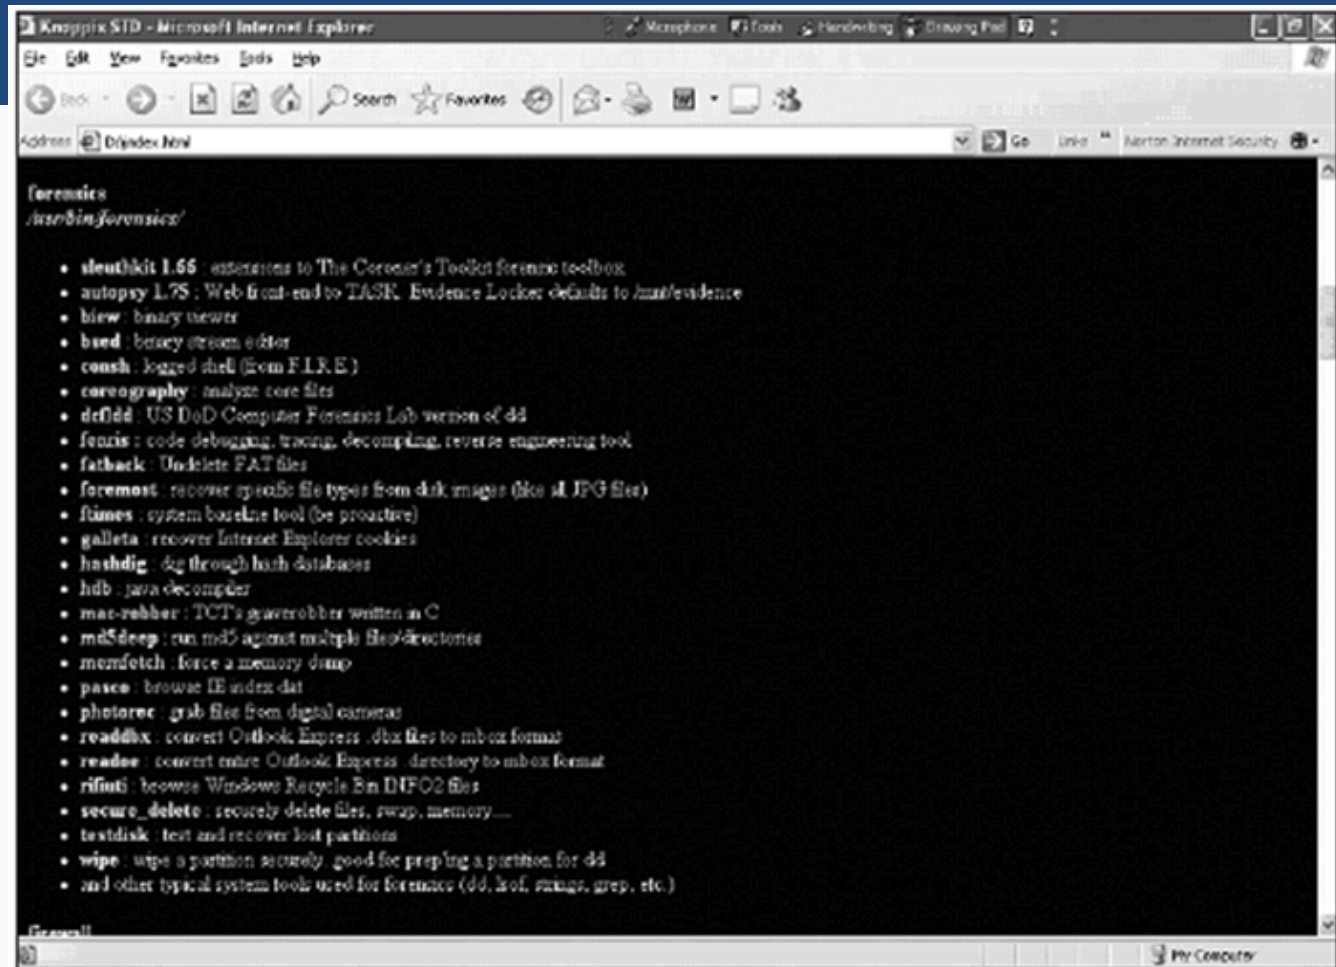 Knoppix STD - Microsoft Internet Explorer
Microphone Tools Handwriting Drawing Pad
File Edit View Favorites Tools Help
Back Search Favorites
Address D:\index.html Go Links Norton Internet Security
forensics
/usr/bin/forensics/
• sleuthkit 1.66 : extensions to The Coroner's Toolkit forensic toolbox.
• autopsy 1.75 : Web front-end to TASK. Evidence Locker defaults to /mnt/evidence
• biew : binary viewer
• bsed : binary stream editor
• consh : logged shell (from F.I.R.E.)
• coreography : analyze core files
• dcfldd : US DoD Computer Forensics Lab version of dd
• fenris : code debugging, tracing, decompiling, reverse engineering tool
• fatback : Undelete FAT files
• foremost : recover specific file types from disk images (like all JPG files)
• ftimes : system baseline tool (be proactive)
• galleta : recover Internet Explorer cookies
• hashdig : dig through hash databases
• hdb : java decompiler
• mac-robber : TCT's graverobber written in C
• md5deep : run md5 against multiple files/directories
• memfetch : force a memory dump
• pasco : browse IE index.dat
• photorec : grab files from digital cameras
• readdbx : convert Outlook Express .dbx files to mbox format
• readoe : convert entire Outlook Express .directory to mbox format
• rifiuti : browse Windows Recycle Bin INFO2 files
• secure_delete : securely delete files, swap, memory....
• testdisk : test and recover lost partitions
• wipe : wipe a partition securely. good for prep'ing a partition for dd
• and other typical system tools used for forensics (dd, lsof, strings, grep, etc.)
firewall
My Computer